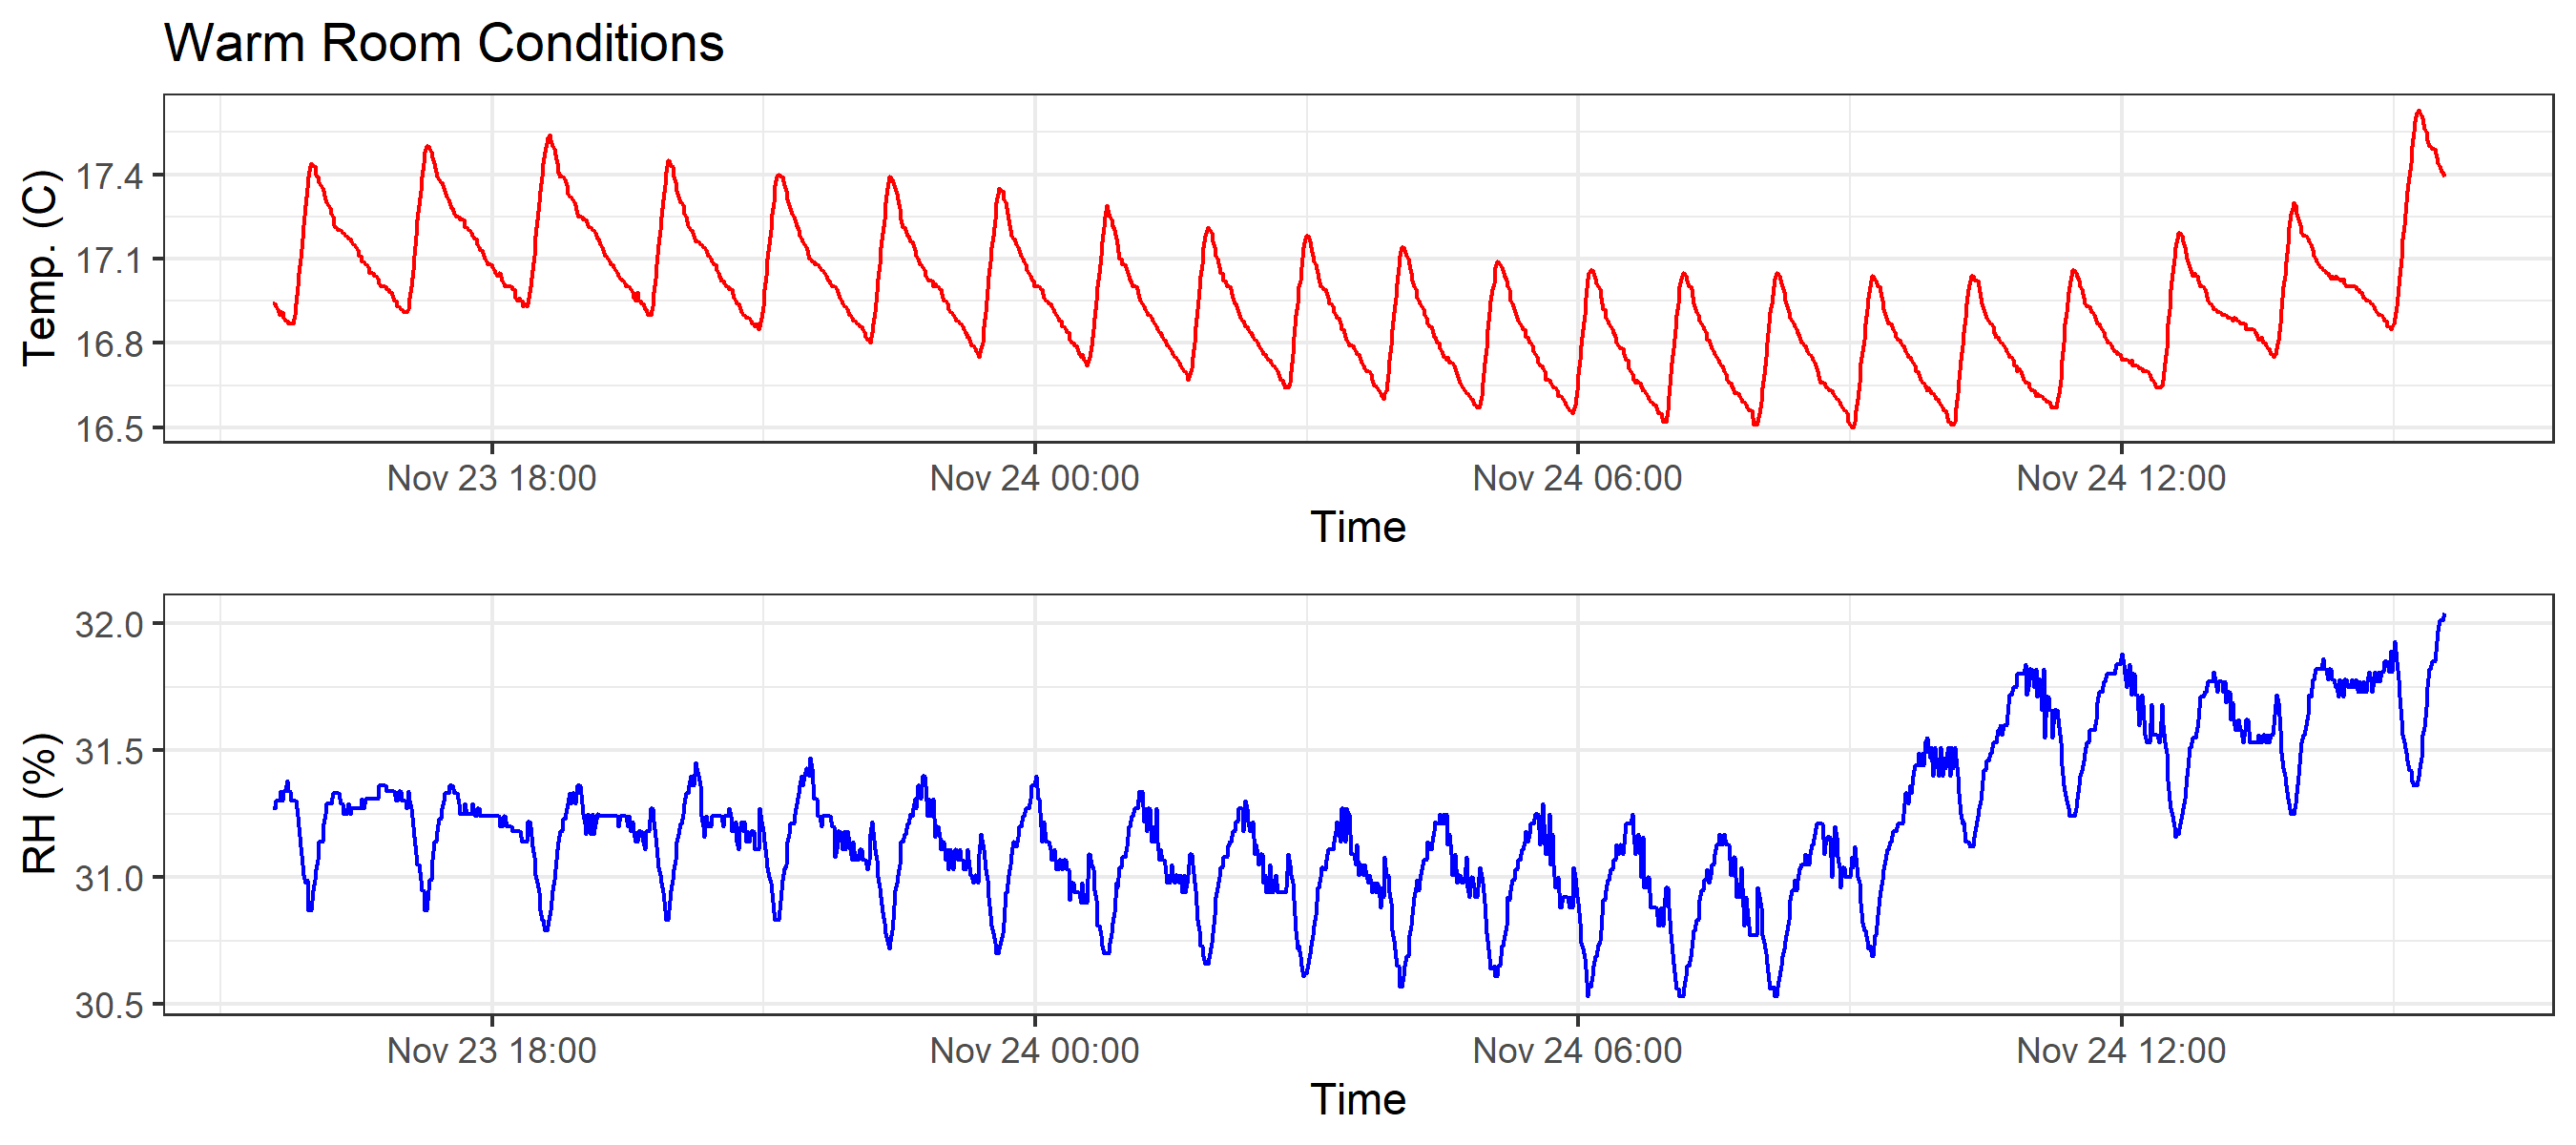 Warm Room Conditions
Temp. (C)
17.4
17.1
16.8
16.5
Nov 23 18:00 Nov 24 00:00 Nov 24 06:00 Nov 24 12:00
Time
RH (%)
32.0
31.5
31.0
30.5
Nov 23 18:00 Nov 24 00:00 Nov 24 06:00 Nov 24 12:00
Time